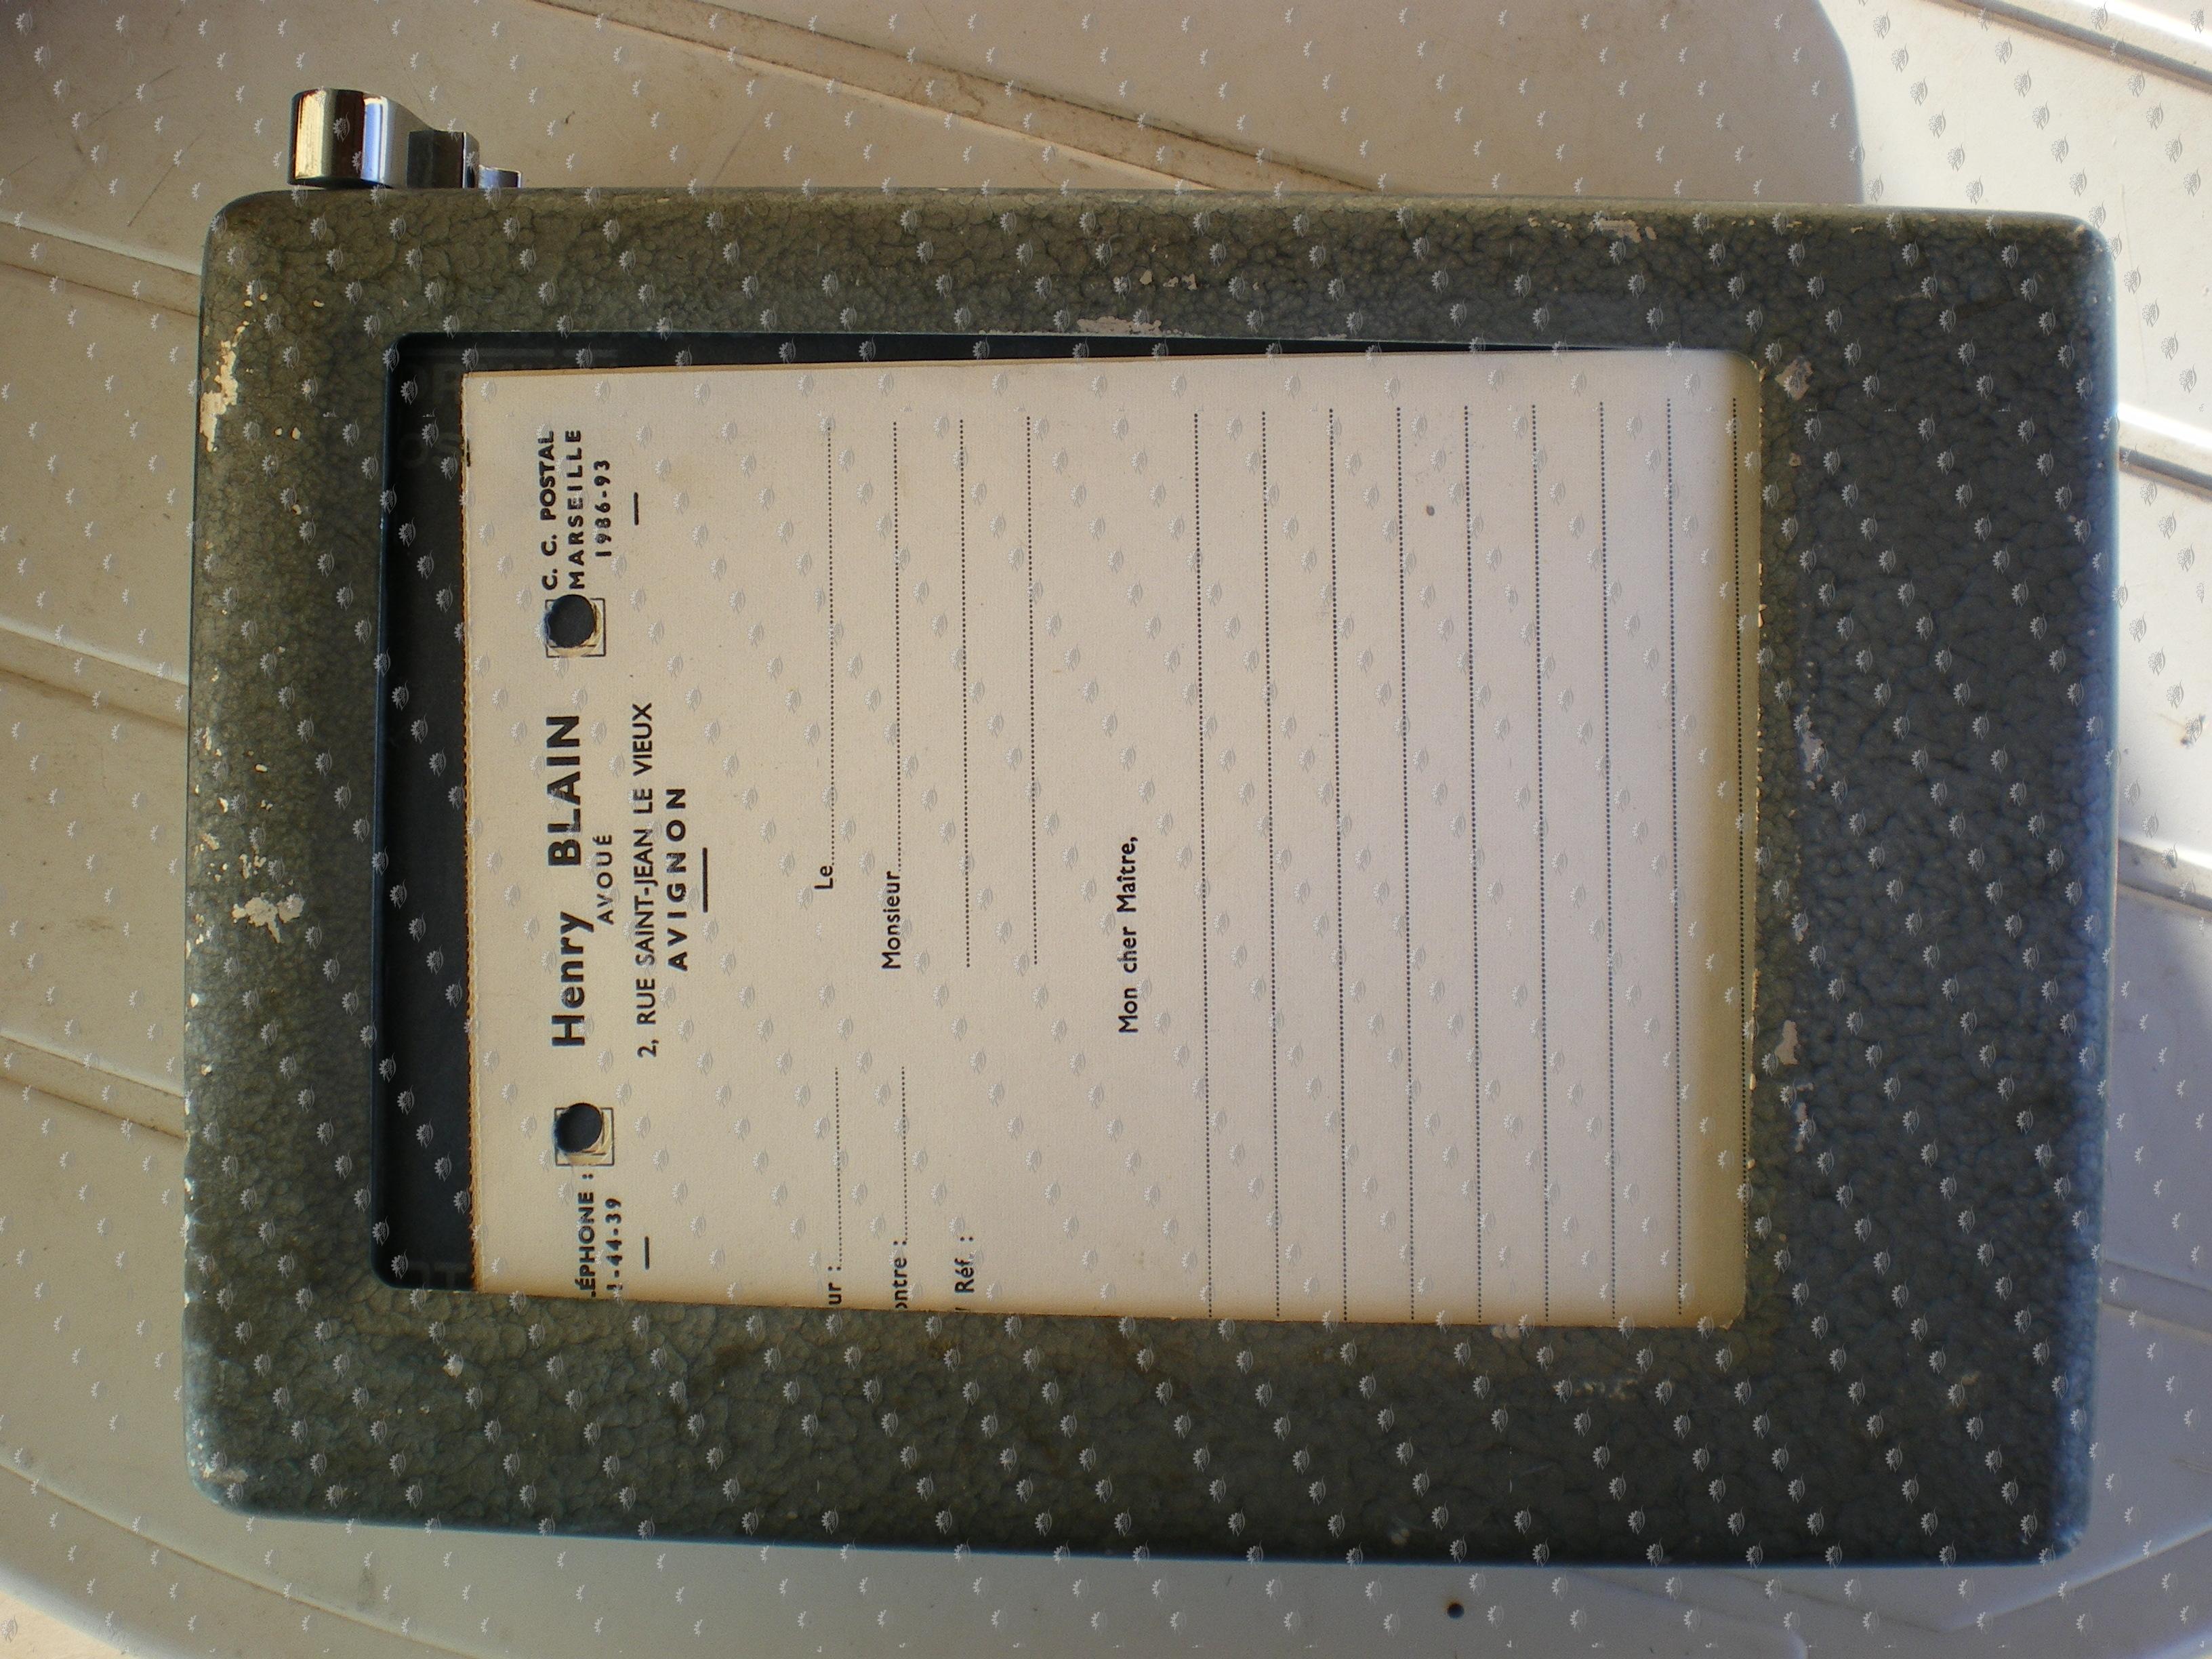 C. C. POSTAL
MARSEILLE
1986-93
Henry BLAIN
AVOUÉ
2, RUE SAINT-JEAN LE VIEUX
AVIGNON
ÉPHONE :
-44-39
Le
Monsieur
ur :
ontre :
Réf. :
Mon cher Maître,